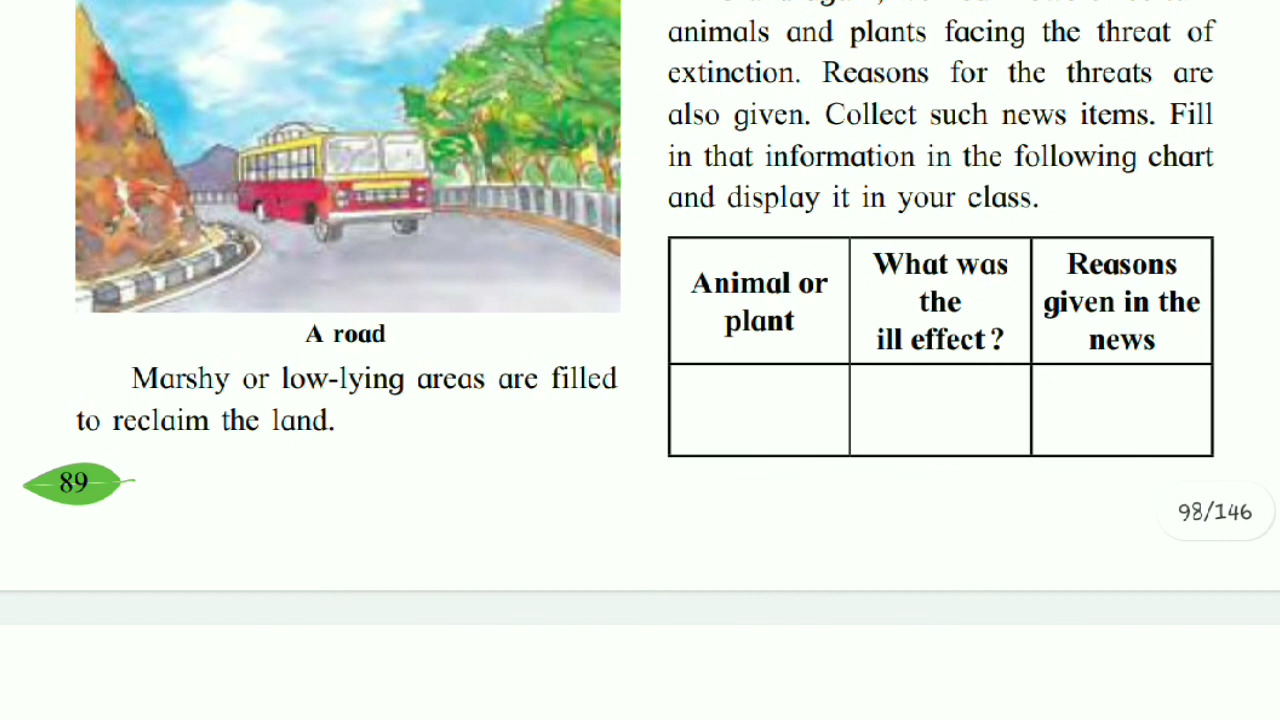 A road
Marshy or low-lying areas are filled
to reclaim the land.
89
animals and plants facing the threat of
extinction. Reasons for the threats are
also given. Collect such news items. Fill
in that information in the following chart
and display it in your class.
Animal or
plant
What was
the
ill effect ?
Reasons
given in the
news
98/146